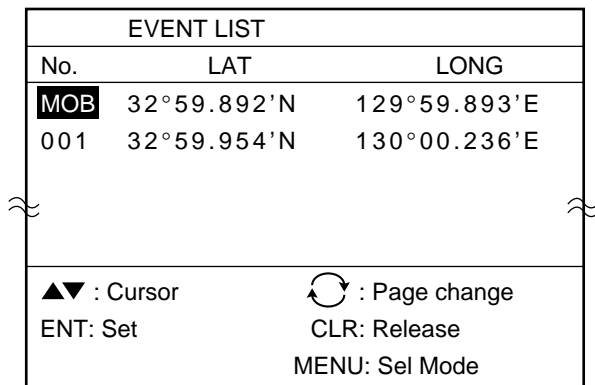 EVENT LIST
No. LAT LONG
MOB 32°59.892’N 129°59.893’E
001 32°59.954’N 130°00.236’E
▲▼ : Cursor : Page change
ENT: Set CLR: Release
MENU: Sel Mode